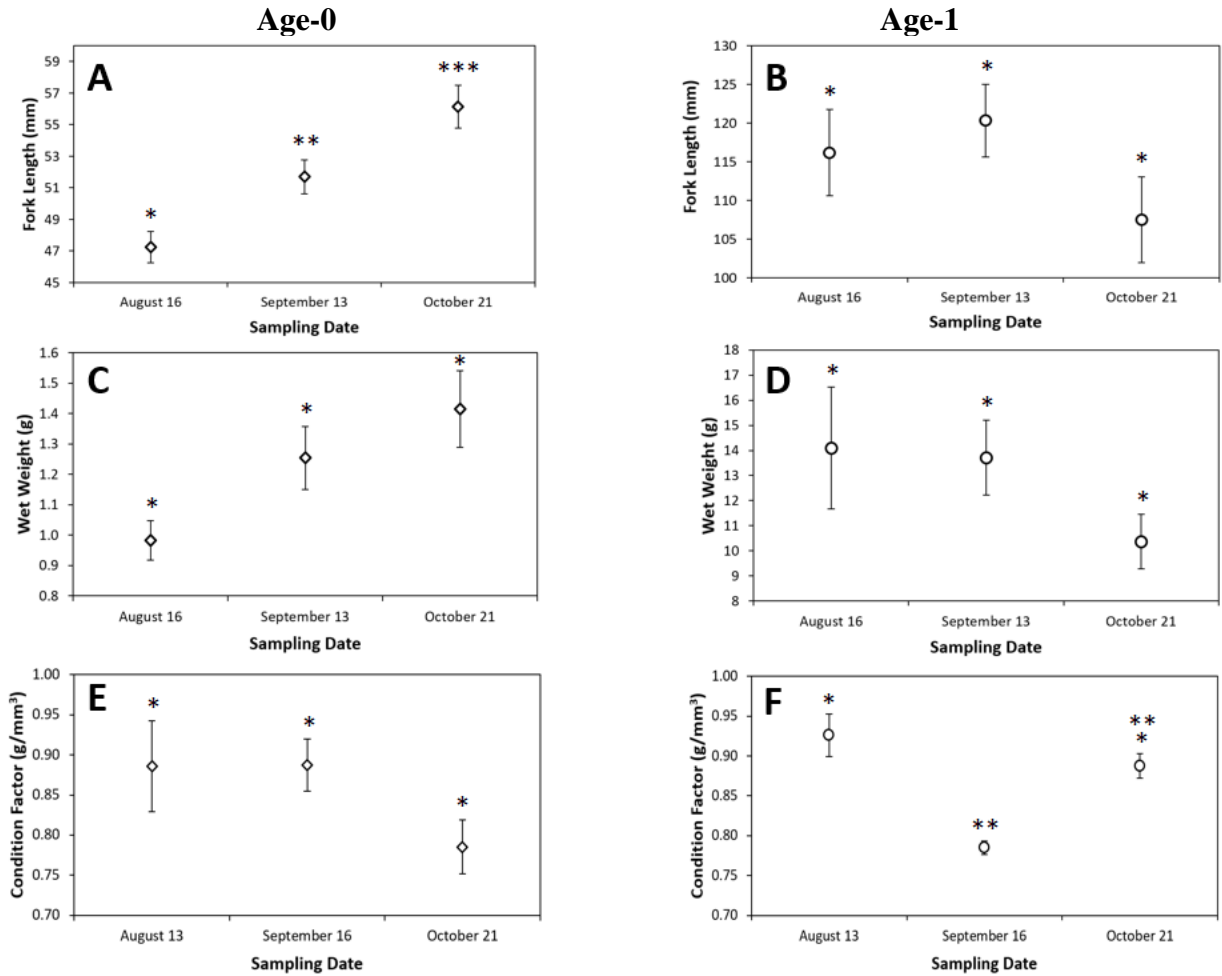 Age-0
Age-1
A
***
**
*
59
57
55
53
51
49
47
45
Fork Length (mm)
August 16 September 13 October 21
Sampling Date
B
*
*
*
130
125
120
115
110
105
100
Fork Length (mm)
August 16 September 13 October 21
Sampling Date
C
*
*
*
1.6
1.5
1.4
1.3
1.2
1.1
1.0
0.9
0.8
Wet Weight (g)
August 16 September 13 October 21
Sampling Date
D
*
*
*
18
17
16
15
14
13
12
11
10
9
8
Wet Weight (g)
August 16 September 13 October 21
Sampling Date
E
*
*
*
1.00
0.95
0.90
0.85
0.80
0.75
0.70
Condition Factor (g/mm³)
August 13 September 16 October 21
Sampling Date
F
*
**
*
**
1.00
0.95
0.90
0.85
0.80
0.75
0.70
Condition Factor (g/mm³)
August 13 September 16 October 21
Sampling Date